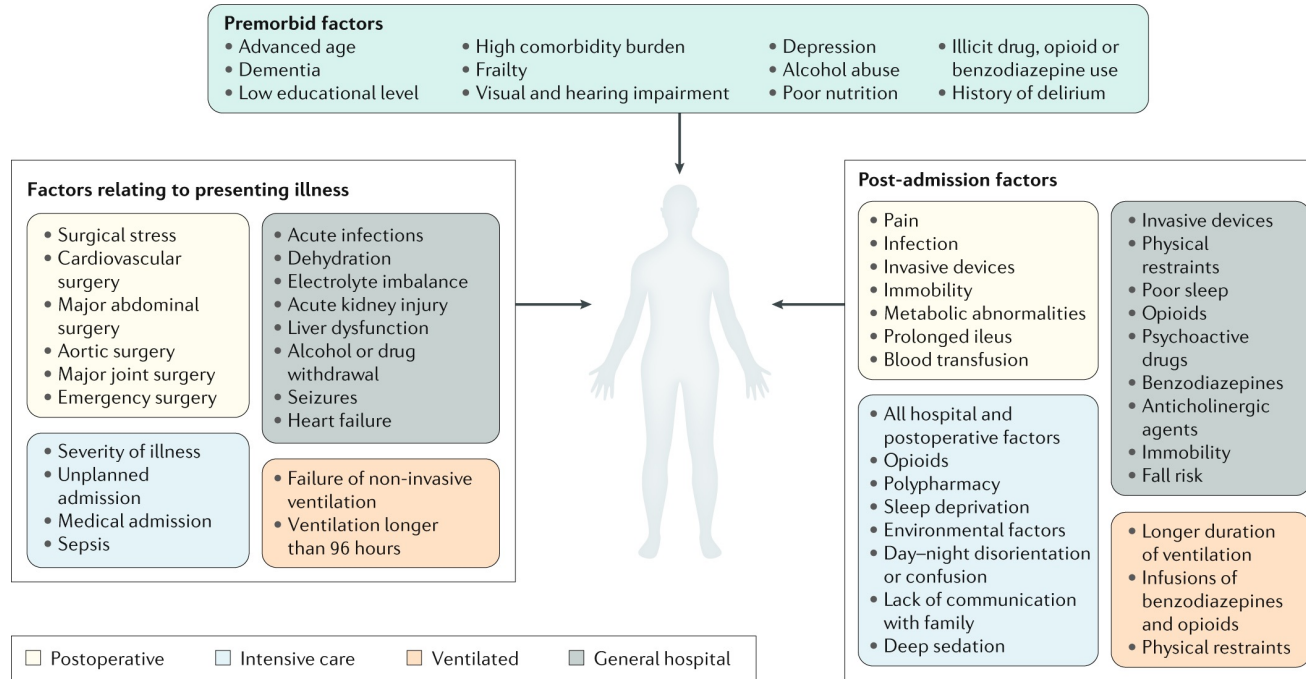 Premorbid factors
• Advanced age
• Dementia
• Low educational level
• High comorbidity burden
• Frailty
• Visual and hearing impairment
• Depression
• Alcohol abuse
• Poor nutrition
• Illicit drug, opioid or
benzodiazepine use
• History of delirium
Factors relating to presenting illness
• Surgical stress
• Cardiovascular
surgery
• Major abdominal
surgery
• Aortic surgery
• Major joint surgery
• Emergency surgery
• Acute infections
• Dehydration
• Electrolyte imbalance
• Acute kidney injury
• Liver dysfunction
• Alcohol or drug
withdrawal
• Seizures
• Heart failure
• Severity of illness
• Unplanned
admission
• Medical admission
• Sepsis
• Failure of non-invasive
ventilation
• Ventilation longer
than 96 hours
Post-admission factors
• Pain
• Infection
• Invasive devices
• Immobility
• Metabolic abnormalities
• Prolonged ileus
• Blood transfusion
• Invasive devices
• Physical
restraints
• Poor sleep
• Opioids
• Psychoactive
drugs
• Benzodiazepines
• Anticholinergic
agents
• Immobility
• Fall risk
• All hospital and
postoperative factors
• Opioids
• Polypharmacy
• Sleep deprivation
• Environmental factors
• Day–night disorientation
or confusion
• Lack of communication
with family
• Deep sedation
• Longer duration
of ventilation
• Infusions of
benzodiazepines
and opioids
• Physical restraints
Postoperative
Intensive care
Ventilated
General hospital